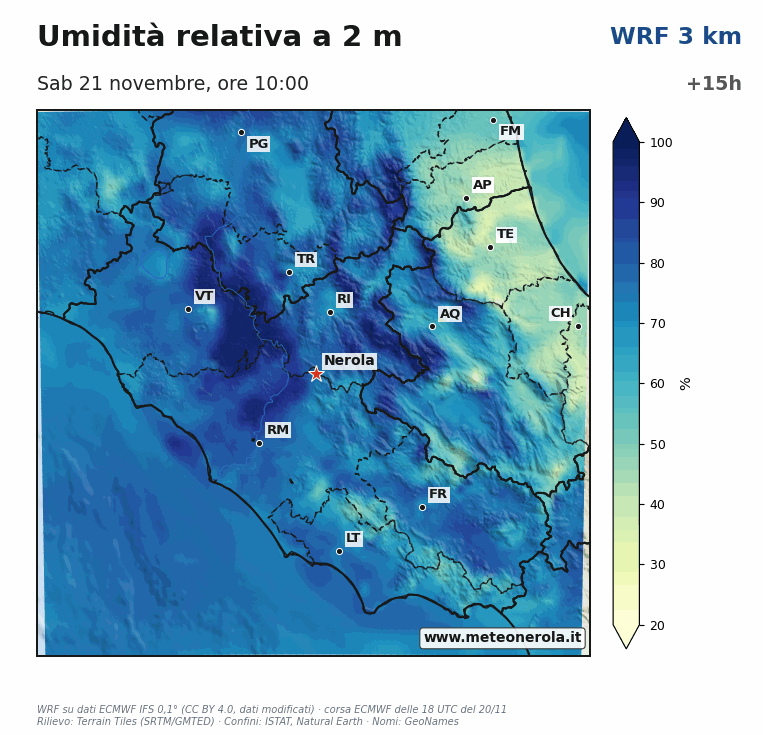 Umidità relativa a 2 m
WRF 3 km
Sab 21 novembre, ore 10:00
+15h
FM
PG
AP
TE
TR
VT
RI
AQ
CH
Nerola
RM
FR
LT
100
90
80
70
60
50
40
30
20
%
www.meteonerola.it
WRF su dati ECMWF IFS 0,1° (CC BY 4.0, dati modificati) · corsa ECMWF delle 18 UTC del 20/11
Rilievo: Terrain Tiles (SRTM/GMTED) · Confini: ISTAT, Natural Earth · Nomi: GeoNames